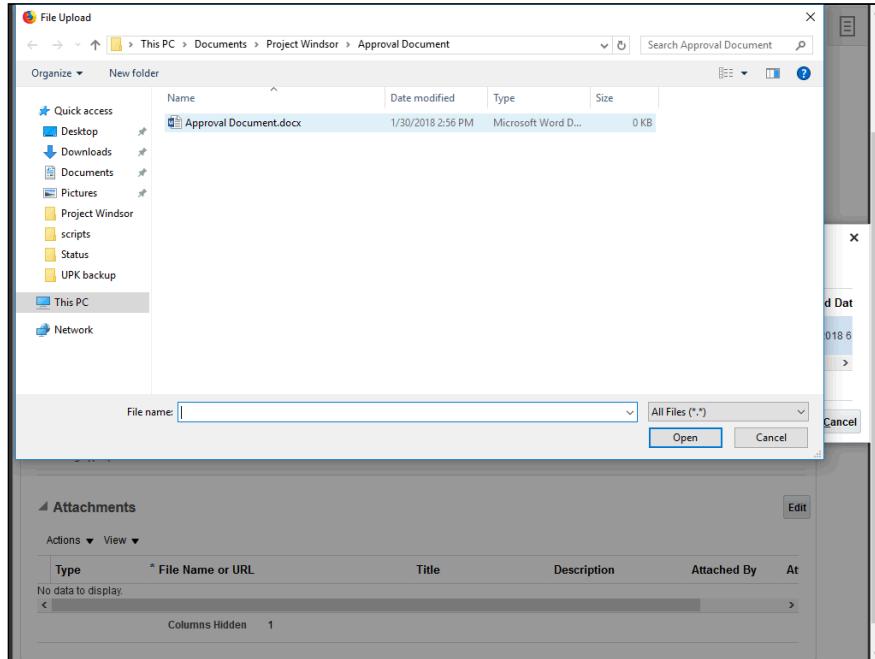 File Upload
This PC > Documents > Project Windsor > Approval Document
Search Approval Document
Organize
New folder
Name
Date modified
Type
Size
Quick access
Desktop
Downloads
Documents
Pictures
Project Windsor
scripts
Status
UPK backup
This PC
Network
Approval Document.docx
1/30/2018 2:56 PM
Microsoft Word D...
0 KB
d Dat
018 6
File name:
All Files (*.*)
Open
Cancel
Cancel
Attachments
Edit
Actions
View
Type
* File Name or URL
Title
Description
Attached By
At
No data to display.
Columns Hidden 1